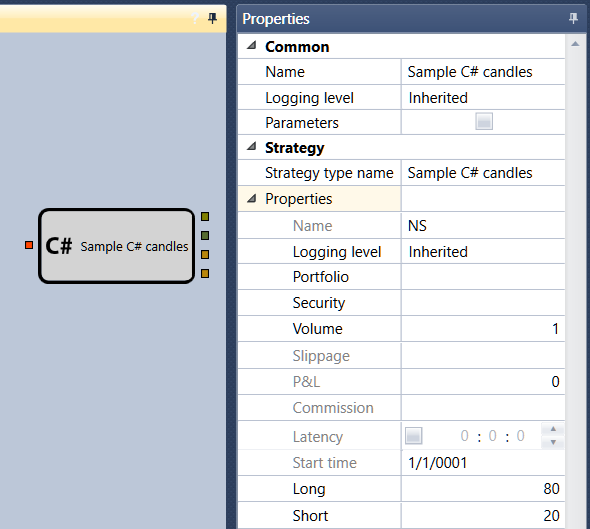 Properties
Common
Name Sample C# candles
Logging level Inherited
Parameters
Strategy
Strategy type name Sample C# candles
Properties
Name NS
Logging level Inherited
Portfolio
Security
Volume 1
Slippage
P&L 0
Commission
Latency 0 : 0 : 0
Start time 1/1/0001
Long 80
Short 20
C# Sample C# candles